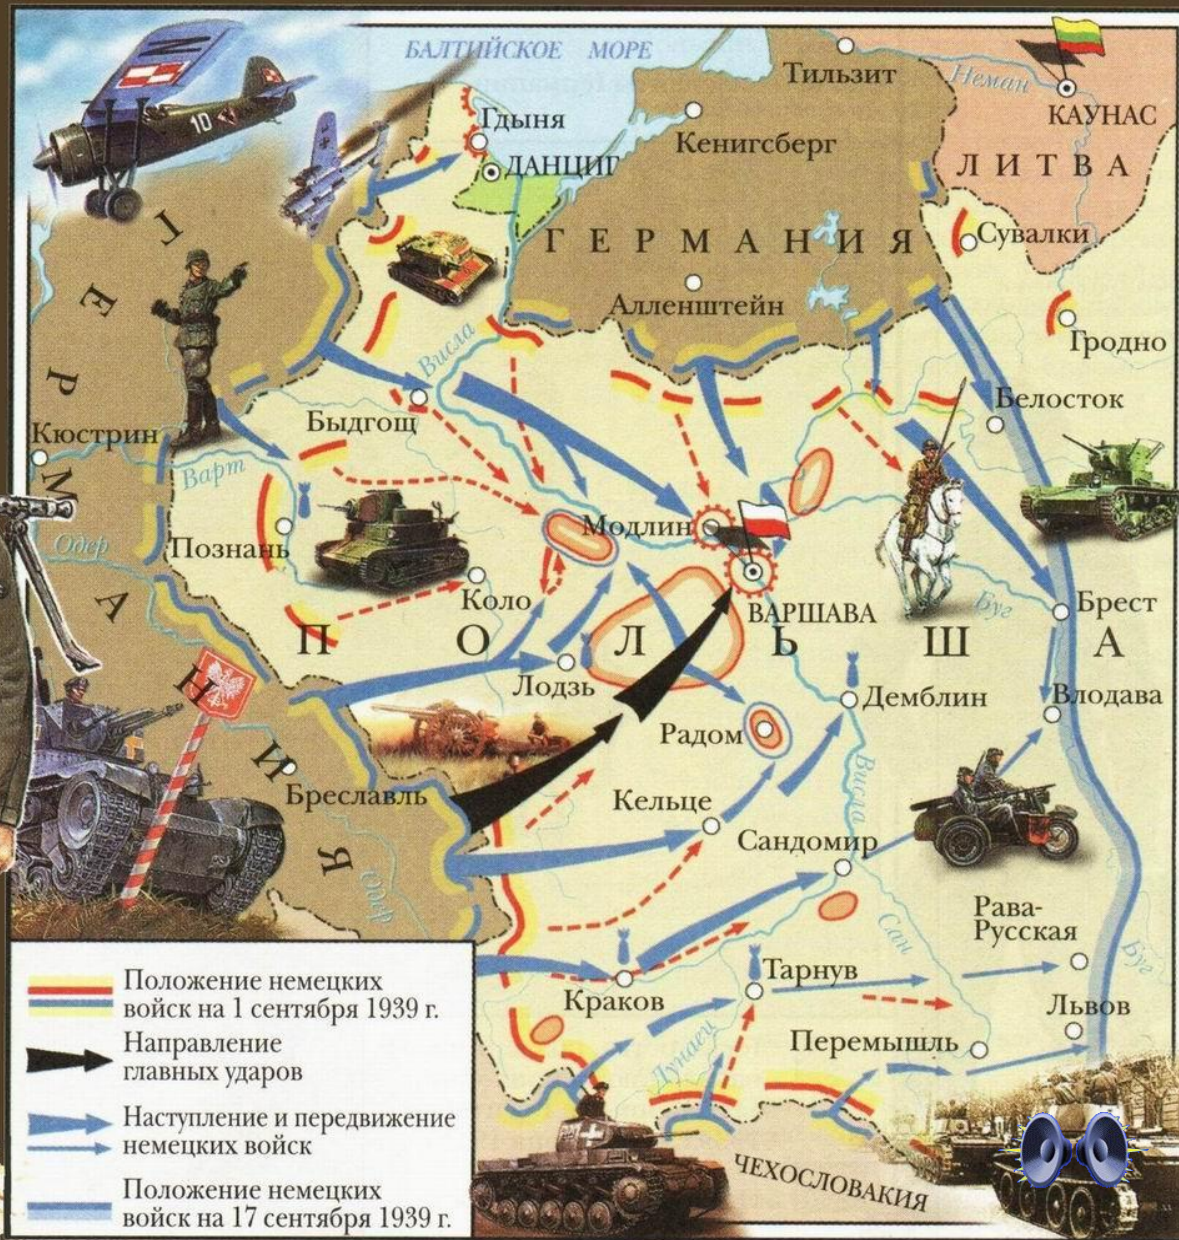 БАЛТИЙСКОЕ МОРЕ
Тильзит
Неман
КАУНАС
ЛИТВА
Гдыня
ДАНЦИГ
Кенигсберг
10
ГЕРМАНИЯ
Сувалки
Алленштейн
Гродно
Висла
Белосток
Быдгощ
Кюстрин
Варт
ГЕРМАНИЯ
Модлин
Познань
Одер
Коло
ВАРШАВА
Буг
Брест
ПОЛЬША
Лодзь
Демблин
Влодава
Радом
Бреславль
Кельце
Висла
Сандомир
Одер
Рава-
Русская
Сан
Буг
Краков
Тарнув
Львов
Дунаец
Перемышль
ЧЕХОСЛОВАКИЯ
Положение немецких
войск на 1 сентября 1939 г.
Направление
главных ударов
Наступление и передвижение
немецких войск
Положение немецких
войск на 17 сентября 1939 г.